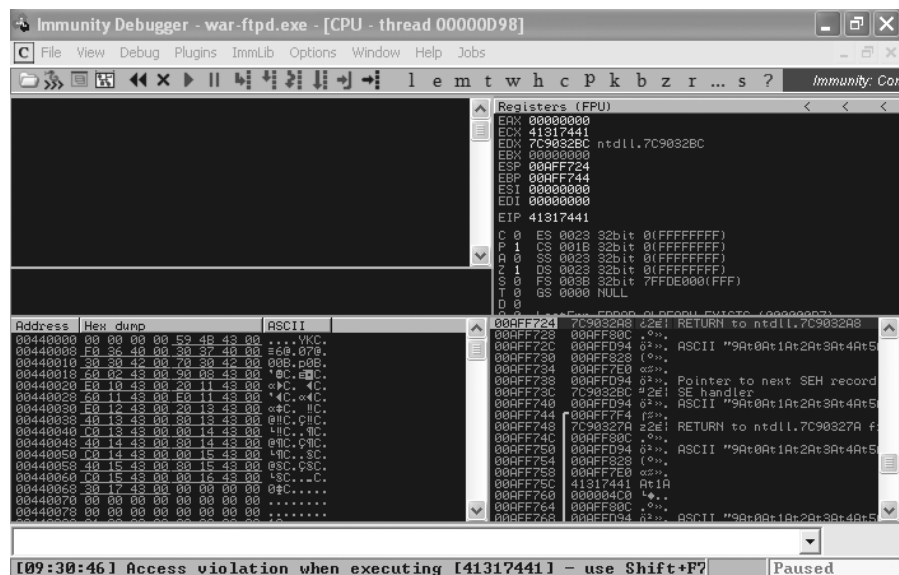 Immunity Debugger - war-ftpd.exe - [CPU - thread 00000D98]
C File View Debug Plugins ImmLib Options Window Help Jobs
l e m t w h c P k b z r ... s ? Immunity: Con
Registers (FPU) < < <
EAX 00000000
ECX 41317441
EDX 7C9032BC ntdll.7C9032BC
EBX 00000000
ESP 00AFF724
EBP 00AFF744
ESI 00000000
EDI 00000000
EIP 41317441
C 0 ES 0023 32bit 0(FFFFFFFF)
P 1 CS 001B 32bit 0(FFFFFFFF)
A 0 SS 0023 32bit 0(FFFFFFFF)
Z 1 DS 0023 32bit 0(FFFFFFFF)
S 0 FS 003B 32bit 7FFDE000(FFF)
T 0 GS 0000 NULL
D 0
Address Hex dump ASCII
00440000 00 00 00 00 59 4B 43 00 ....YKC.
00440008 F0 36 40 00 30 37 40 00 ≡6@.07@.
00440018 30 30 42 00 70 30 42 00 00B.p0B.
00440018 60 02 43 00 90 08 43 00
00440020 E0 10 43 00 20 11 43 00
00440028 60 11 43 00 E0 11 43 00
00440030 E0 12 43 00 20 13 43 00
00440038 40 13 43 00 80 13 43 00
00440040 C0 13 43 00 40 14 43 00
00440048 40 14 43 00 80 14 43 00
00440050 C0 14 43 00 00 15 43 00
00440058 40 15 43 00 80 15 43 00
00440060 C0 15 43 00 00 16 43 00
00440068 30 17 43 00 00 00 00 00
00440070 00 00 00 00 00 00 00 00 ........
00440078 00 00 00 00 00 00 00 00 ........
00AFF724 7C9032A8 RETURN to ntdll.7C9032A8
00AFF728 00AFF80C
00AFF72C 00AFFD94 ASCII "9At0At1At2At3At4At5
00AFF730 00AFF828
00AFF734 00AFF7E0
00AFF738 00AFFD94 Pointer to next SEH record
00AFF73C 7C9032BC SE handler
00AFF740 00AFFD94 ASCII "9At0At1At2At3At4At5
00AFF744 00AFF7F4
00AFF748 7C90327A RETURN to ntdll.7C90327A
00AFF74C 00AFF80C
00AFF750 00AFFD94 ASCII "9At0At1At2At3At4At5
00AFF754 00AFF828
00AFF758 00AFF7E0
00AFF75C 41317441 At1A
00AFF760 000004C0
00AFF764 00AFF80C
00AFF768 00AFFD94 ASCII "9At0At1At2At3At4At5
[09:30:46] Access violation when executing [41317441] - use Shift+F7 Paused